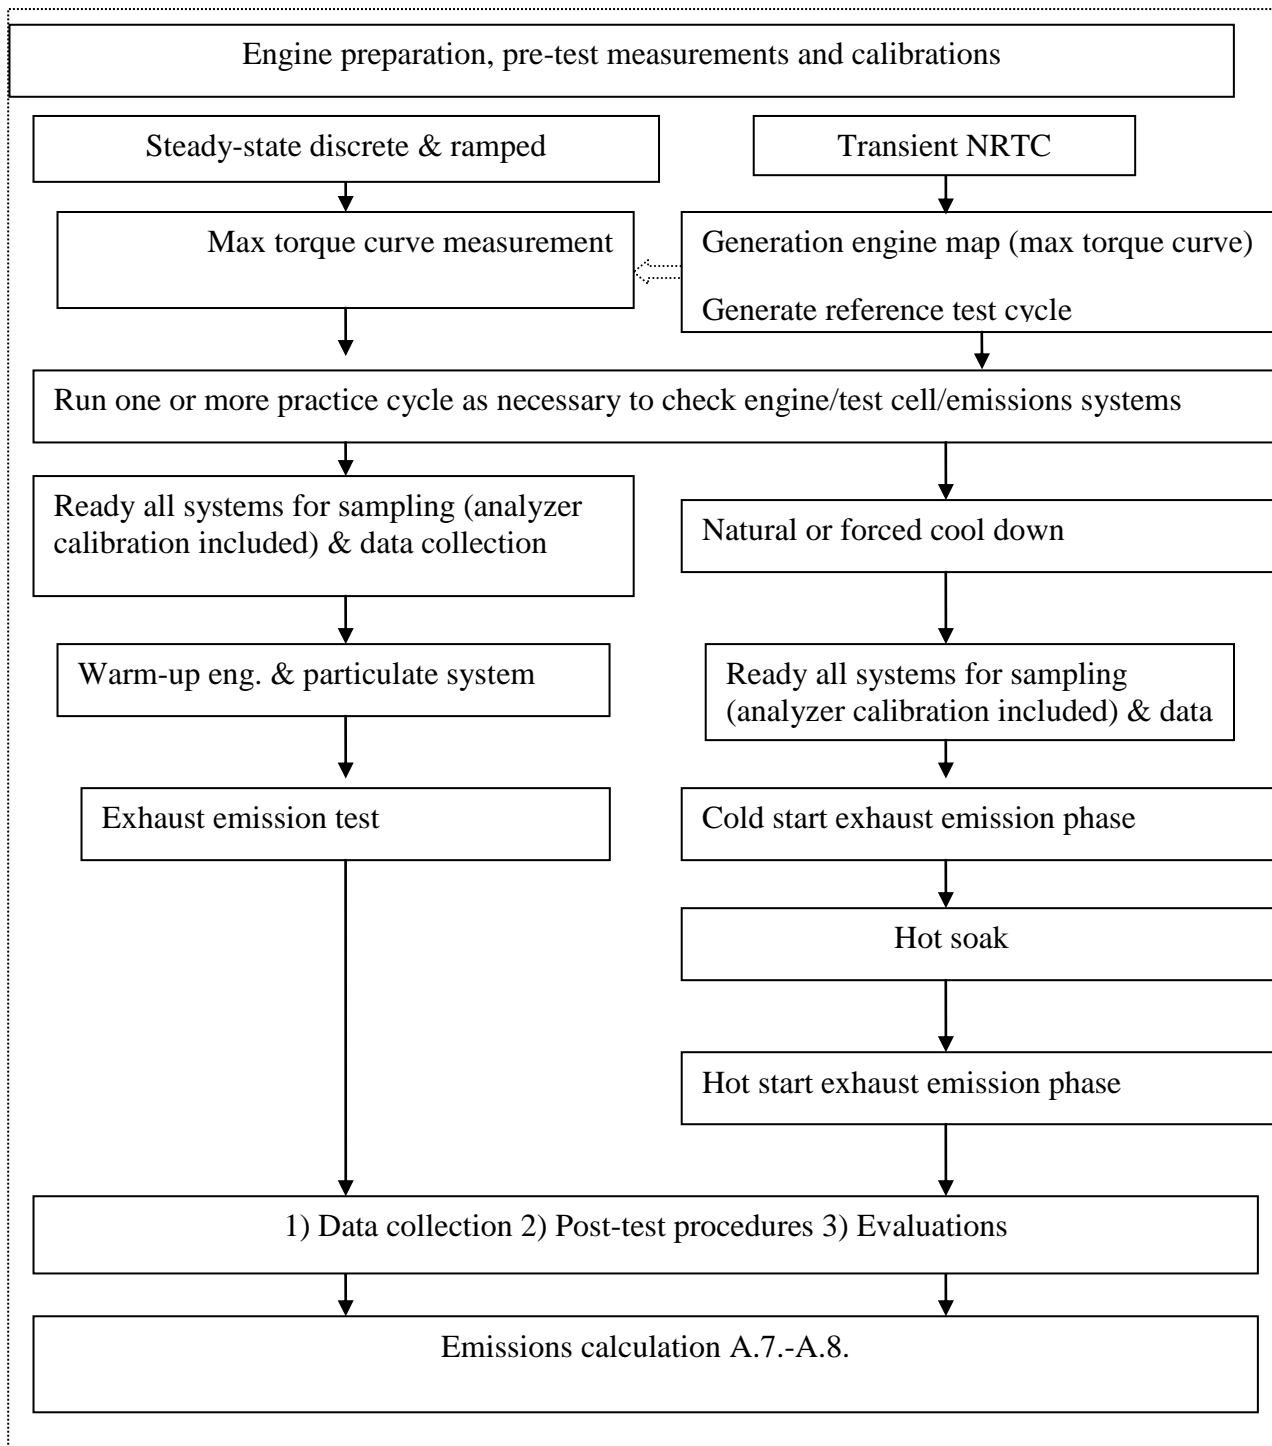 Engine preparation, pre-test measurements and calibrations
Steady-state discrete & ramped
Transient NRTC
Max torque curve measurement
Generation engine map (max torque curve)
Generate reference test cycle
Run one or more practice cycle as necessary to check engine/test cell/emissions systems
Ready all systems for sampling (analyzer
calibration included) & data collection
Natural or forced cool down
Warm-up eng. & particulate system
Ready all systems for sampling
(analyzer calibration included) & data
Exhaust emission test
Cold start exhaust emission phase
Hot soak
Hot start exhaust emission phase
1) Data collection 2) Post-test procedures 3) Evaluations
Emissions calculation A.7.-A.8.